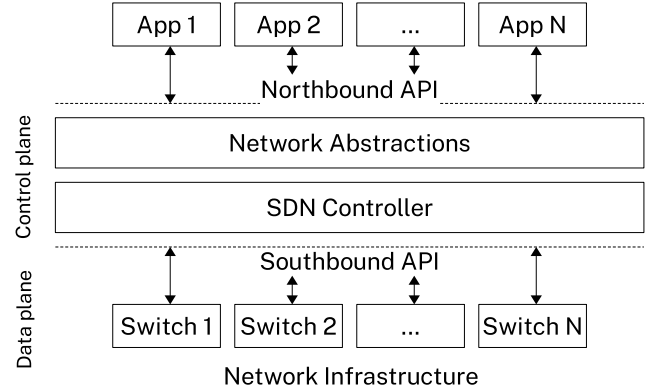 App 1 App 2 ... App N
Northbound API
Control plane
Network Abstractions
SDN Controller
Southbound API
Data plane
Switch 1 Switch 2 ... Switch N
Network Infrastructure